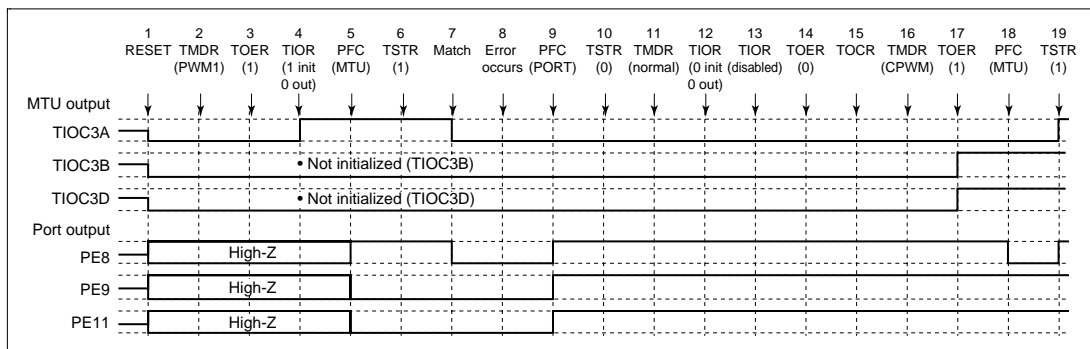 1 2 3 4 5 6 7 8 9 10 11 12 13 14 15 16 17 18 19
RESET TMDR TOER TIOR PFC TSTR Match Error PFC TSTR TMDR TIOR TIOR TOER TOCR TMDR TOER PFC TSTR
(PWM1) (1) (1 init (MTU) (1) occurs (PORT) (0) (normal) (0 init (disabled) (0) (CPWM) (1) (MTU) (1)
0 out) 0 out)
MTU output
TIOC3A
TIOC3B • Not initialized (TIOC3B)
TIOC3D • Not initialized (TIOC3D)
Port output
PE8 High-Z
PE9 High-Z
PE11 High-Z